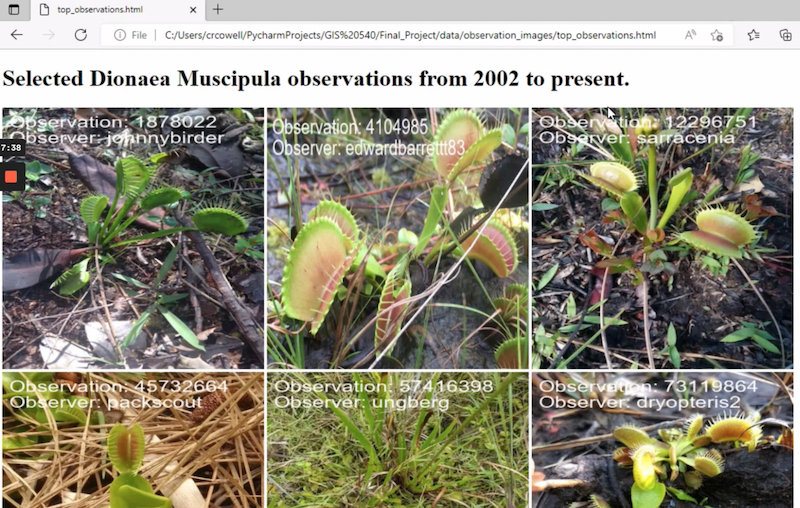 top_observations.html
File
C:/Users/crcowell/PycharmProjects/GIS%20540/Final_Project/data/observation_images/top_observations.html
Selected Dionaea Muscipula observations from 2002 to present.
Observation: 1878022
Observer: johnnybirder
Observation: 4104985
Observer: edwardbarrettt83
Observation: 12296751
Observer: sarracenia
7:38
Observation: 45732664
Observer: packscout
Observation: 57416398
Observer: ungberg
Observation: 73119864
Observer: dryopteris2